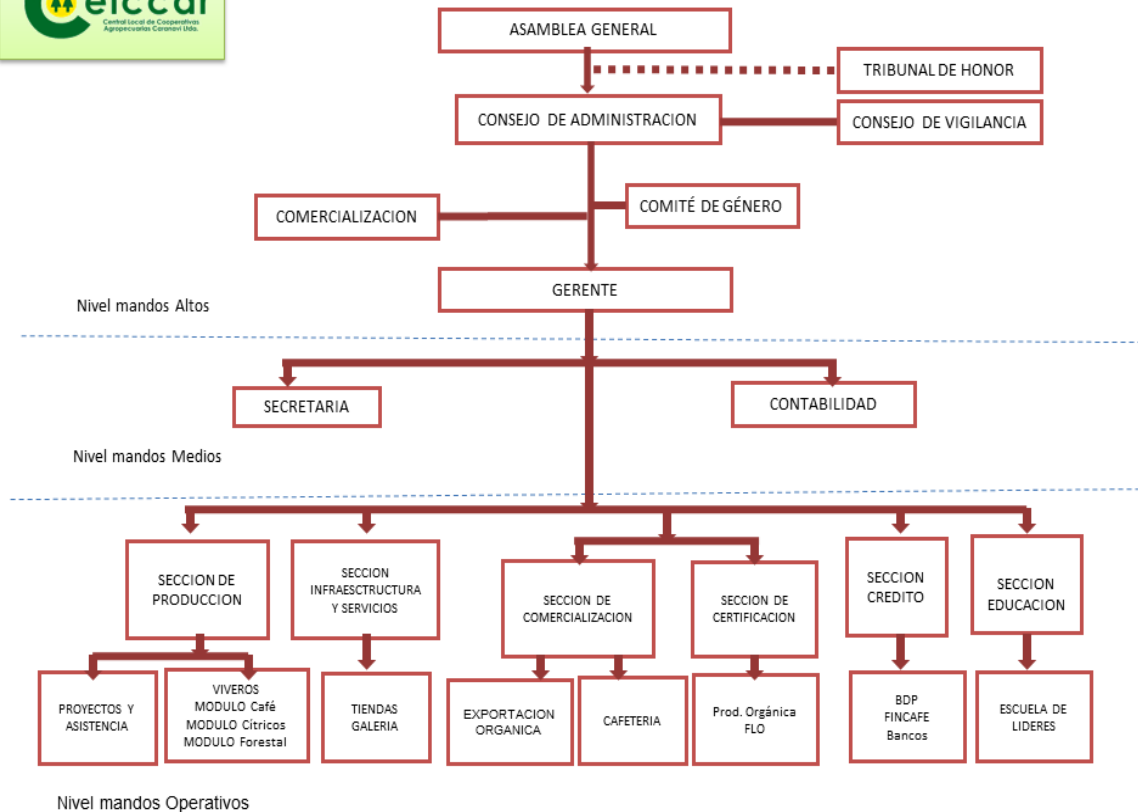 Celccar
Central Local de Cooperativas
Agropecuarias Caranavi Ltda.
ASAMBLEA GENERAL
TRIBUNAL DE HONOR
CONSEJO DE ADMINISTRACION
CONSEJO DE VIGILANCIA
COMERCIALIZACION
COMITÉ DE GÉNERO
GERENTE
Nivel mandos Altos
SECRETARIA
CONTABILIDAD
Nivel mandos Medios
SECCION DE
PRODUCCION
SECCION
INFRAESCTRUCTURA
Y SERVICIOS
SECCION DE
COMERCIALIZACION
SECCION DE
CERTIFICACION
SECCION
CREDITO
SECCION
EDUCACION
PROYECTOS Y
ASISTENCIA
VIVEROS
MODULO Café
MODULO Cítricos
MODULO Forestal
TIENDAS
GALERIA
EXPORTACION
ORGANICA
CAFETERIA
Prod. Orgánica
FLO
BDP
FINCAFE
Bancos
ESCUELA DE
LIDERES
Nivel mandos Operativos